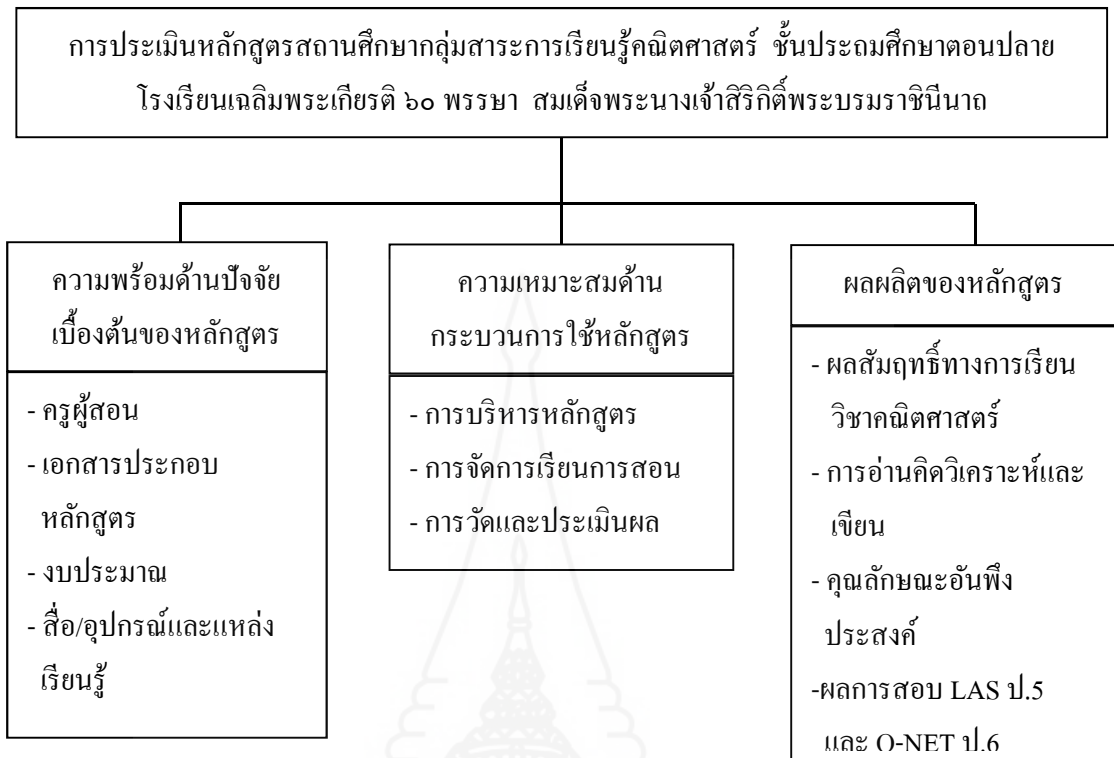 การประเมินหลักสูตรสถานศึกษากลุ่มสาระการเรียนรู้คณิตศาสตร์ ชั้นประถมศึกษาตอนปลาย
โรงเรียนเฉลิมพระเกียรติ ๖๐ พรรษา สมเด็จพระนางเจ้าสิริกิติ์พระบรมราชินีนาถ
ความพร้อมด้านปัจจัย
เบื้องต้นของหลักสูตร
- ครูผู้สอน
- เอกสารประกอบ
หลักสูตร
- งบประมาณ
- สื่อ/อุปกรณ์และแหล่ง
เรียนรู้
ความเหมาะสมด้าน
กระบวนการใช้หลักสูตร
- การบริหารหลักสูตร
- การจัดการเรียนการสอน
- การวัดและประเมินผล
ผลผลิตของหลักสูตร
- ผลสัมฤทธิ์ทางการเรียน
วิชาคณิตศาสตร์
- การอ่านคิดวิเคราะห์และ
เขียน
- คุณลักษณะอันพึง
ประสงค์
-ผลการสอบ LAS ป.5
และ O-NET ป.6